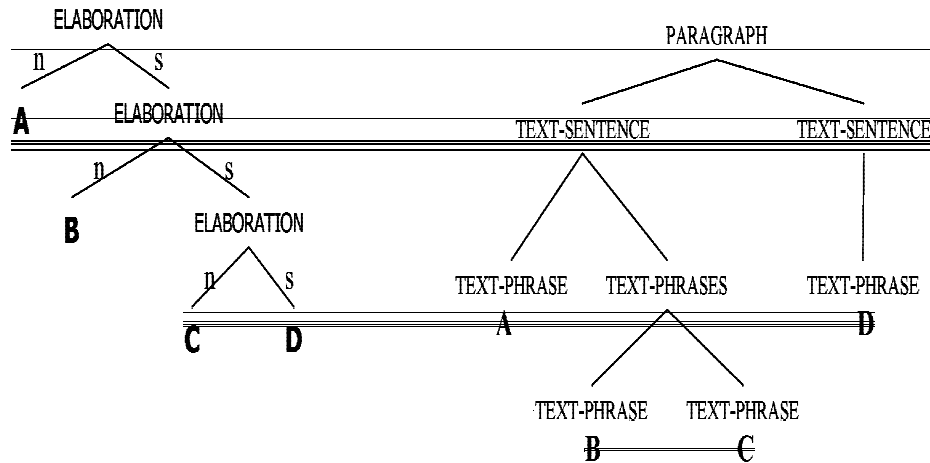 ELABORATION
PARAGRAPH
n s
A ELABORATION
TEXT-SENTENCE TEXT-SENTENCE
n s
B
ELABORATION
n s
TEXT-PHRASE TEXT-PHRASES TEXT-PHRASE
C D A D
TEXT-PHRASE TEXT-PHRASE
B C